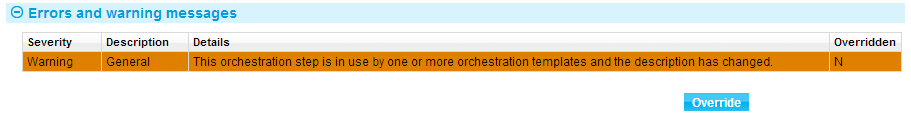 Errors and warning messages
Severity Description Details Overridden
Warning General This orchestration step is in use by one or more orchestration templates and the description has changed. N
Override